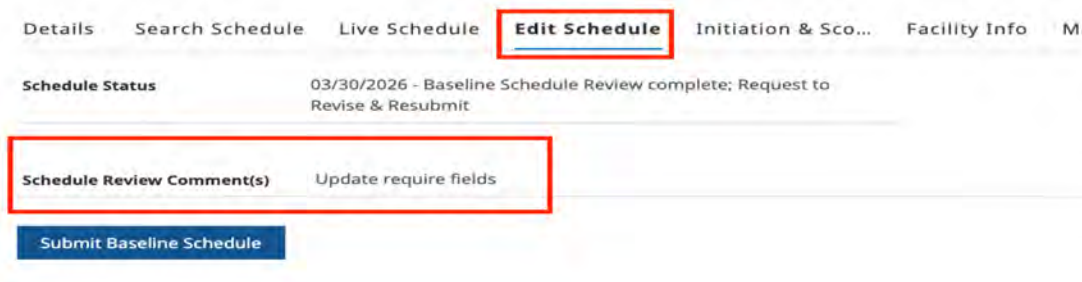 Details Search Schedule Live Schedule Edit Schedule Initiation & Sco... Facility Info M
Schedule Status 03/30/2026 - Baseline Schedule Review complete; Request to
Revise & Resubmit
Schedule Review Comment(s) Update require fields
Submit Baseline Schedule